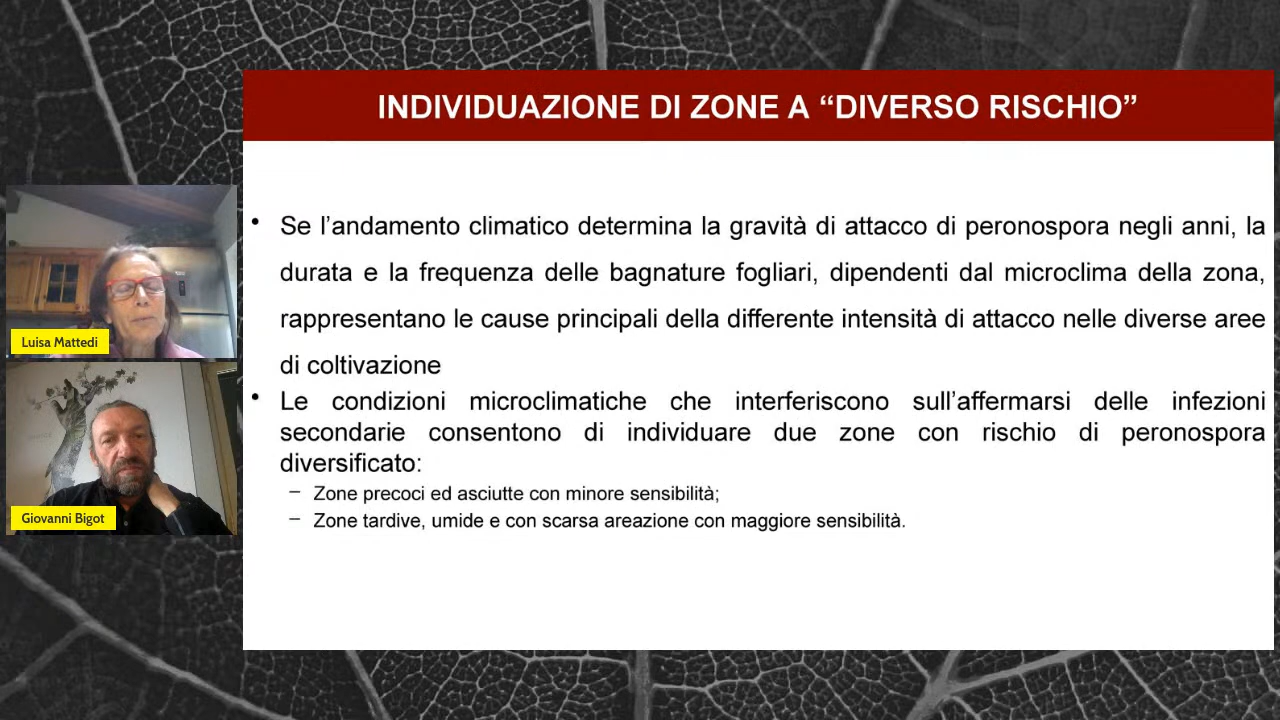 INDIVIDUAZIONE DI ZONE A “DIVERSO RISCHIO”
• Se l’andamento climatico determina la gravità di attacco di peronospora negli anni, la
durata e la frequenza delle bagnature fogliari, dipendenti dal microclima della zona,
rappresentano le cause principali della differente intensità di attacco nelle diverse aree
di coltivazione
• Le condizioni microclimatiche che interferiscono sull’affermarsi delle infezioni
secondarie consentono di individuare due zone con rischio di peronospora
diversificato:
– Zone precoci ed asciutte con minore sensibilità;
– Zone tardive, umide e con scarsa areazione con maggiore sensibilità.
Luisa Mattedi
Giovanni Bigot